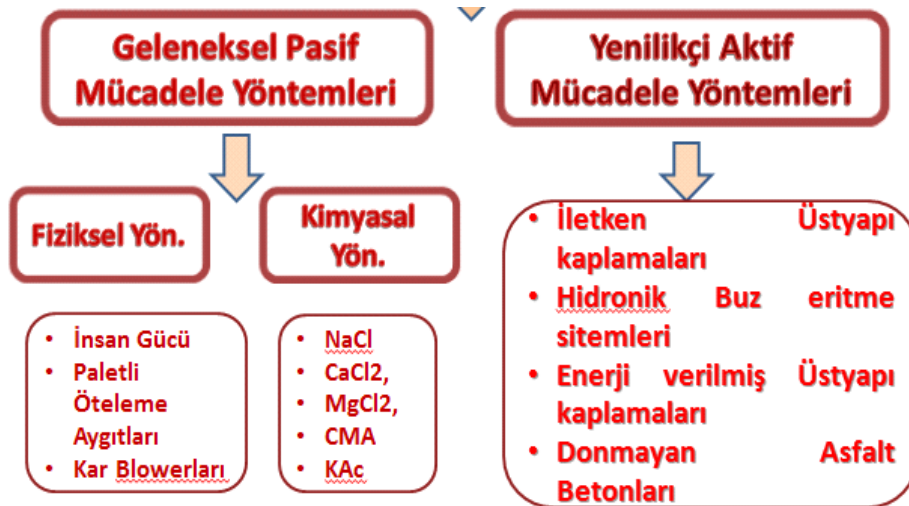 Geleneksel Pasif
Mücadele Yöntemleri
Yenilikçi Aktif
Mücadele Yöntemleri
Fiziksel Yön.
Kimyasal
Yön.
• İnsan Gücü
• Paletli
Öteleme
Aygıtları
• Kar Blowerları
• NaCl
• CaCl2,
• MgCl2,
• CMA
• KAc
• İletken Üstyapı
kaplamaları
• Hidronik Buz eritme
sitemleri
• Enerji verilmiş Üstyapı
kaplamaları
• Donmayan Asfalt
Betonları